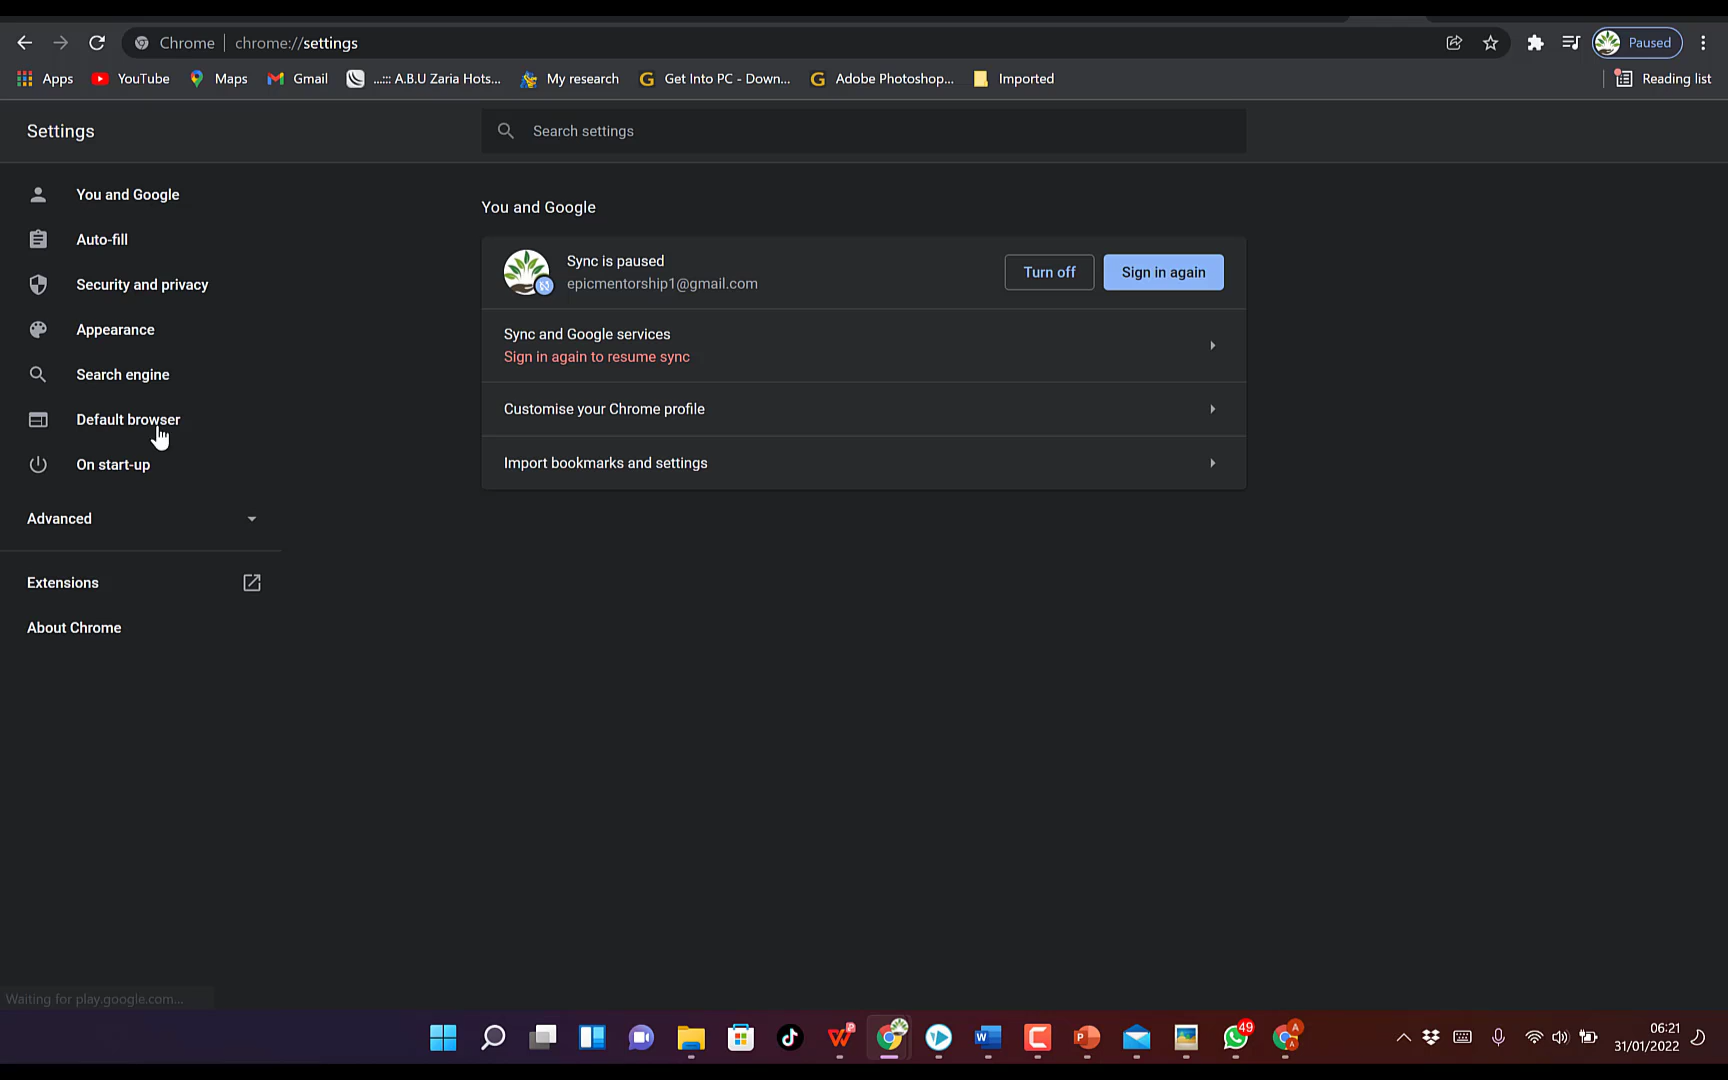 Chrome chrome://settings Paused
Apps YouTube Maps Gmail ...::: A.B.U Zaria Hots... My research Get Into PC - Down... Adobe Photoshop... Imported Reading list
Settings
Search settings
You and Google
Auto-fill
Security and privacy
Appearance
Search engine
Default browser
On start-up
Advanced
Extensions
About Chrome
You and Google
Sync is paused
epicmentorship1@gmail.com
Turn off
Sign in again
Sync and Google services
Sign in again to resume sync
Customise your Chrome profile
Import bookmarks and settings
Waiting for play.google.com...
49
A
A
06:21
31/01/2022